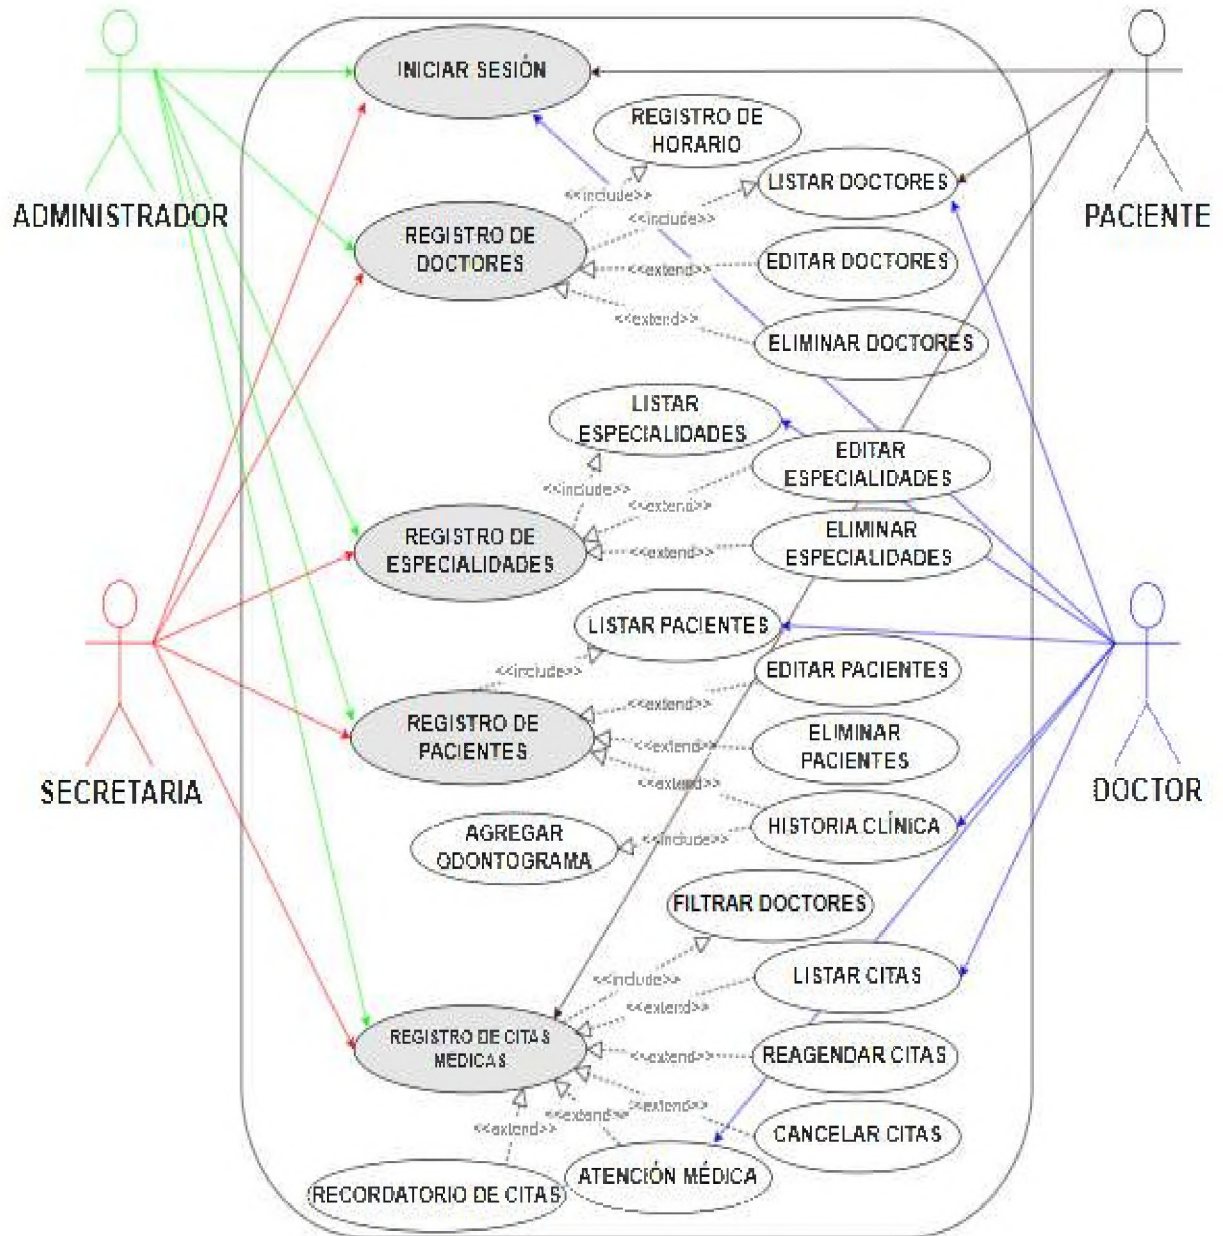 INICIAR SESIÓN
REGISTRO DE
HORARIO
<<include>>
LISTAR DOCTORES
ADMINISTRADOR
PACIENTE
<<include>>
REGISTRO DE
DOCTORES
<<extend>>
EDITAR DOCTORES
<<extend>>
ELIMINAR DOCTORES
LISTAR
ESPECIALIDADES
EDITAR
ESPECIALIDADES
<<include>>
<<extend>>
REGISTRO DE
ESPECIALIDADES
<<extend>>
ELIMINAR
ESPECIALIDADES
LISTAR PACIENTES
<<include>>
EDITAR PACIENTES
<<extend>>
REGISTRO DE
PACIENTES
<<extend>>
ELIMINAR
PACIENTES
<<extend>>
SECRETARIA
DOCTOR
HISTORIA CLÍNICA
<<include>>
AGREGAR
ODONTOGRAMA
FILTRAR DOCTORES
<<include>>
LISTAR CITAS
<<extend>>
REGISTRO DE CITAS
MEDICAS
<<extend>>
REAGENDAR CITAS
<<extend>>
<<extend>>
<<extend>>
CANCELAR CITAS
ATENCIÓN MÉDICA
RECORDATORIO DE CITAS